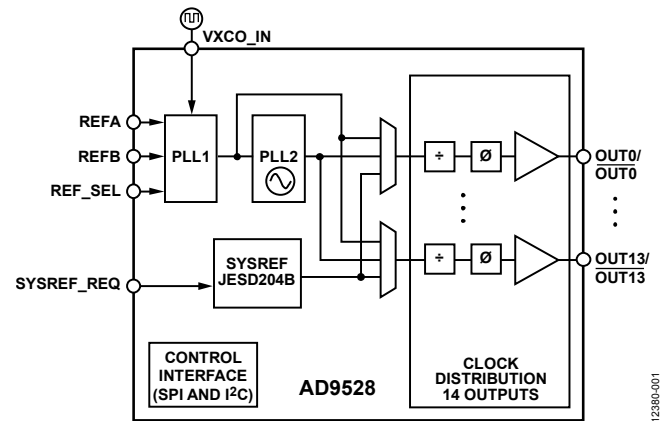 VXCO_IN
REFA
REFB
REF_SEL
PLL1
PLL2
÷
Ø
OUT0/
OUT0
SYSREF_REQ
SYSREF
JESD204B
÷
Ø
OUT13/
OUT13
CONTROL
INTERFACE
(SPI AND I²C)
AD9528
CLOCK
DISTRIBUTION
14 OUTPUTS
12380-001